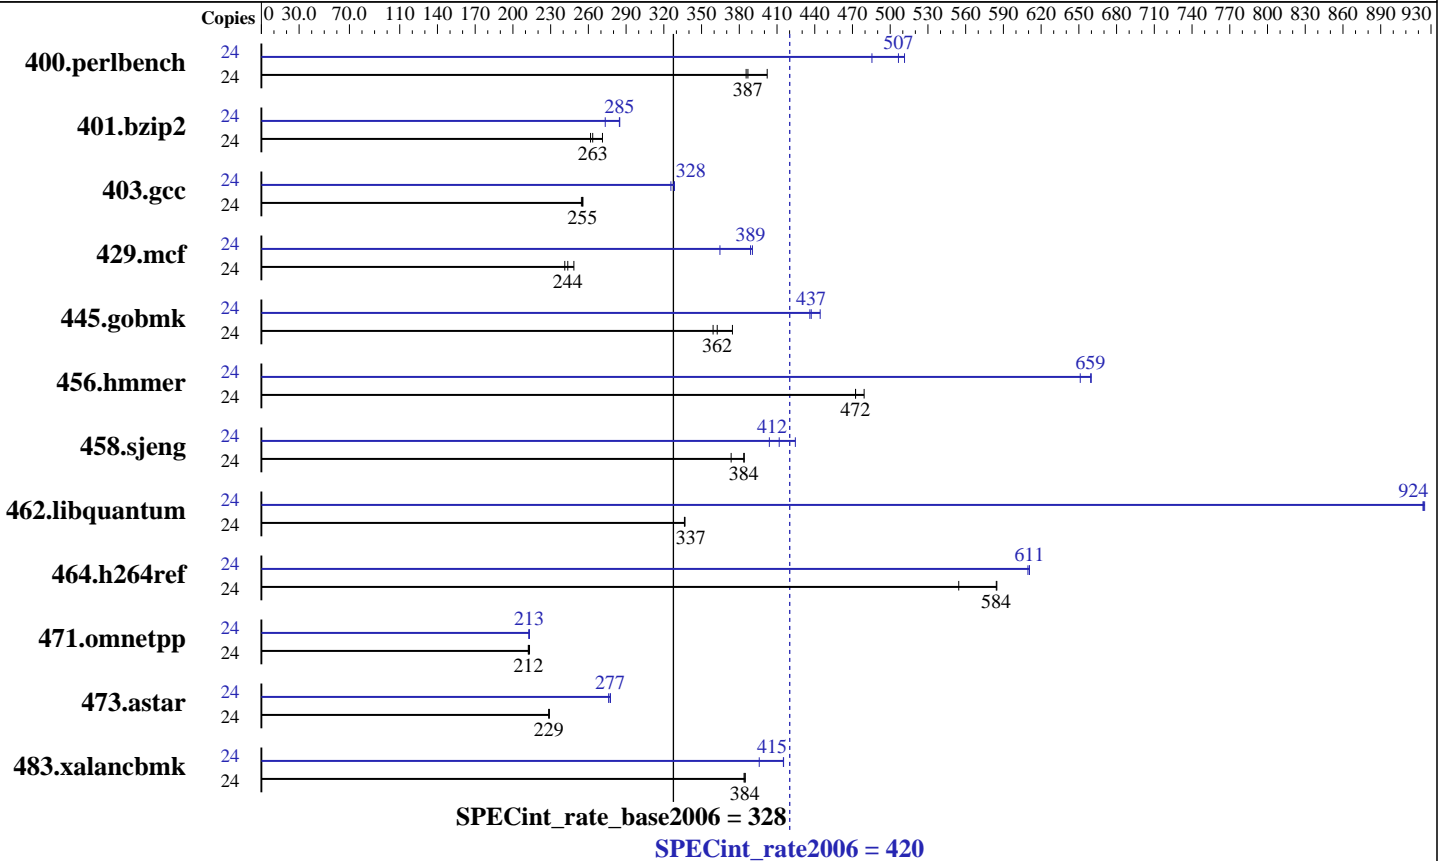 Copies 0 30.0 70.0 110 140 170 200 230 260 290 320 350 380 410 440 470 500 530 560 590 620 650 680 710 740 770 800 830 860 890 930
400.perlbench 24 507
24 387
401.bzip2 24 285
24 263
403.gcc 24 328
24 255
429.mcf 24 389
24 244
445.gobmk 24 437
24 362
456.hmmer 24 659
24 472
458.sjeng 24 412
24 384
462.libquantum 24 924
24 337
464.h264ref 24 611
24 584
471.omnetpp 24 213
24 212
473.astar 24 277
24 229
483.xalancbmk 24 415
24 384
SPECint_rate_base2006 = 328
SPECint_rate2006 = 420